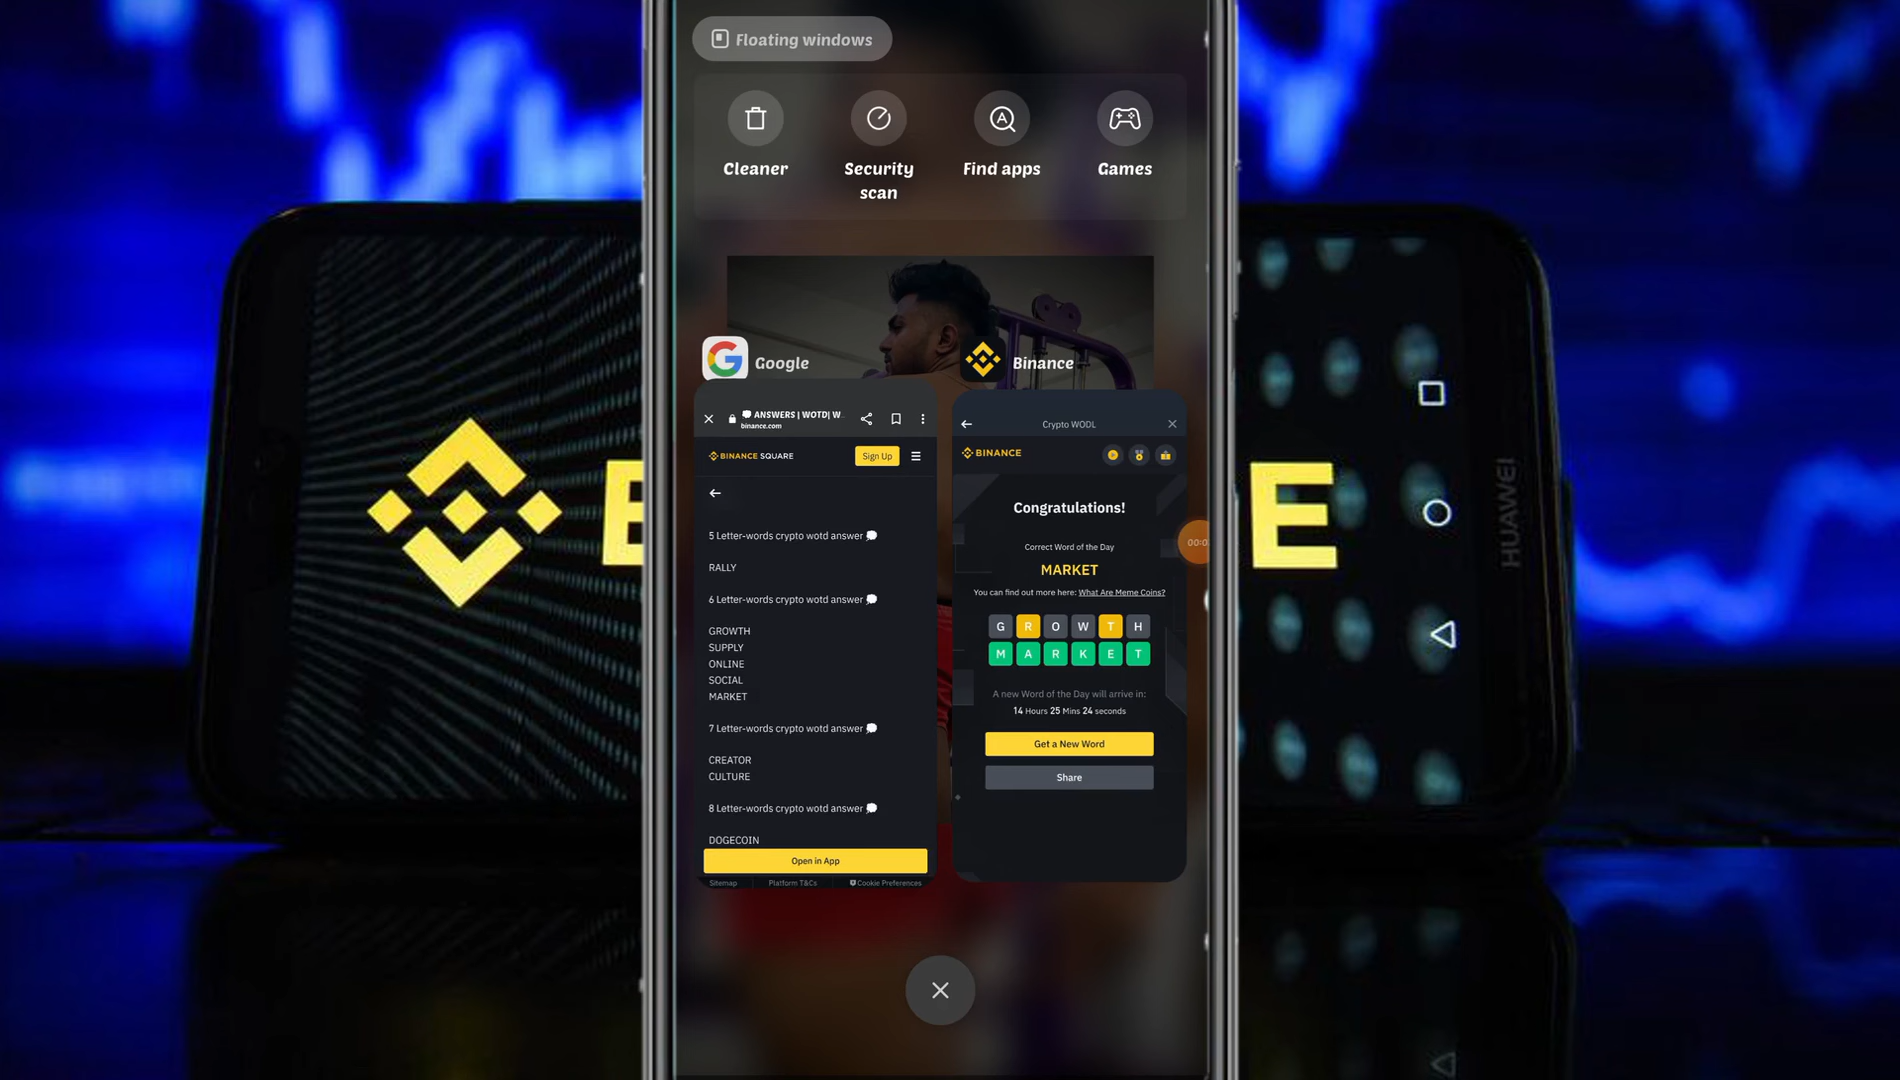 Floating windows
Cleaner
Security
scan
Find apps
Games
Google
Binance
ANSWERS | WOTD| W
binance.com
BINANCE SQUARE
Sign Up
5 Letter-words crypto wotd answer
RALLY
6 Letter-words crypto wotd answer
GROWTH
SUPPLY
ONLINE
SOCIAL
MARKET
7 Letter-words crypto wotd answer
CREATOR
CULTURE
8 Letter-words crypto wotd answer
DOGECOIN
Open in App
Sitemap
Platform T&Cs
Cookie Preferences
Crypto WODL
BINANCE
Congratulations!
Correct Word of the Day
MARKET
You can find out more here: What Are Meme Coins?
G R O W T H
M A R K E T
A new Word of the Day will arrive in:
14 Hours 25 Mins 24 seconds
Get a New Word
Share
00:0
E
HUAWEI